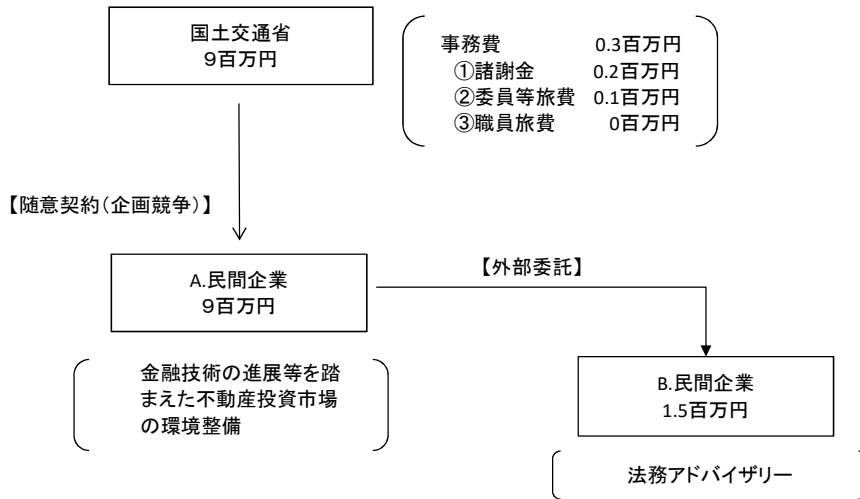 国土交通省
９百万円
事務費 0.3百万円
①諸謝金 0.2百万円
②委員等旅費 0.1百万円
③職員旅費 0百万円
【随意契約（企画競争）】
A.民間企業
９百万円
【外部委託】
金融技術の進展等を踏
まえた不動産投資市場
の環境整備
B.民間企業
1.5百万円
法務アドバイザリー